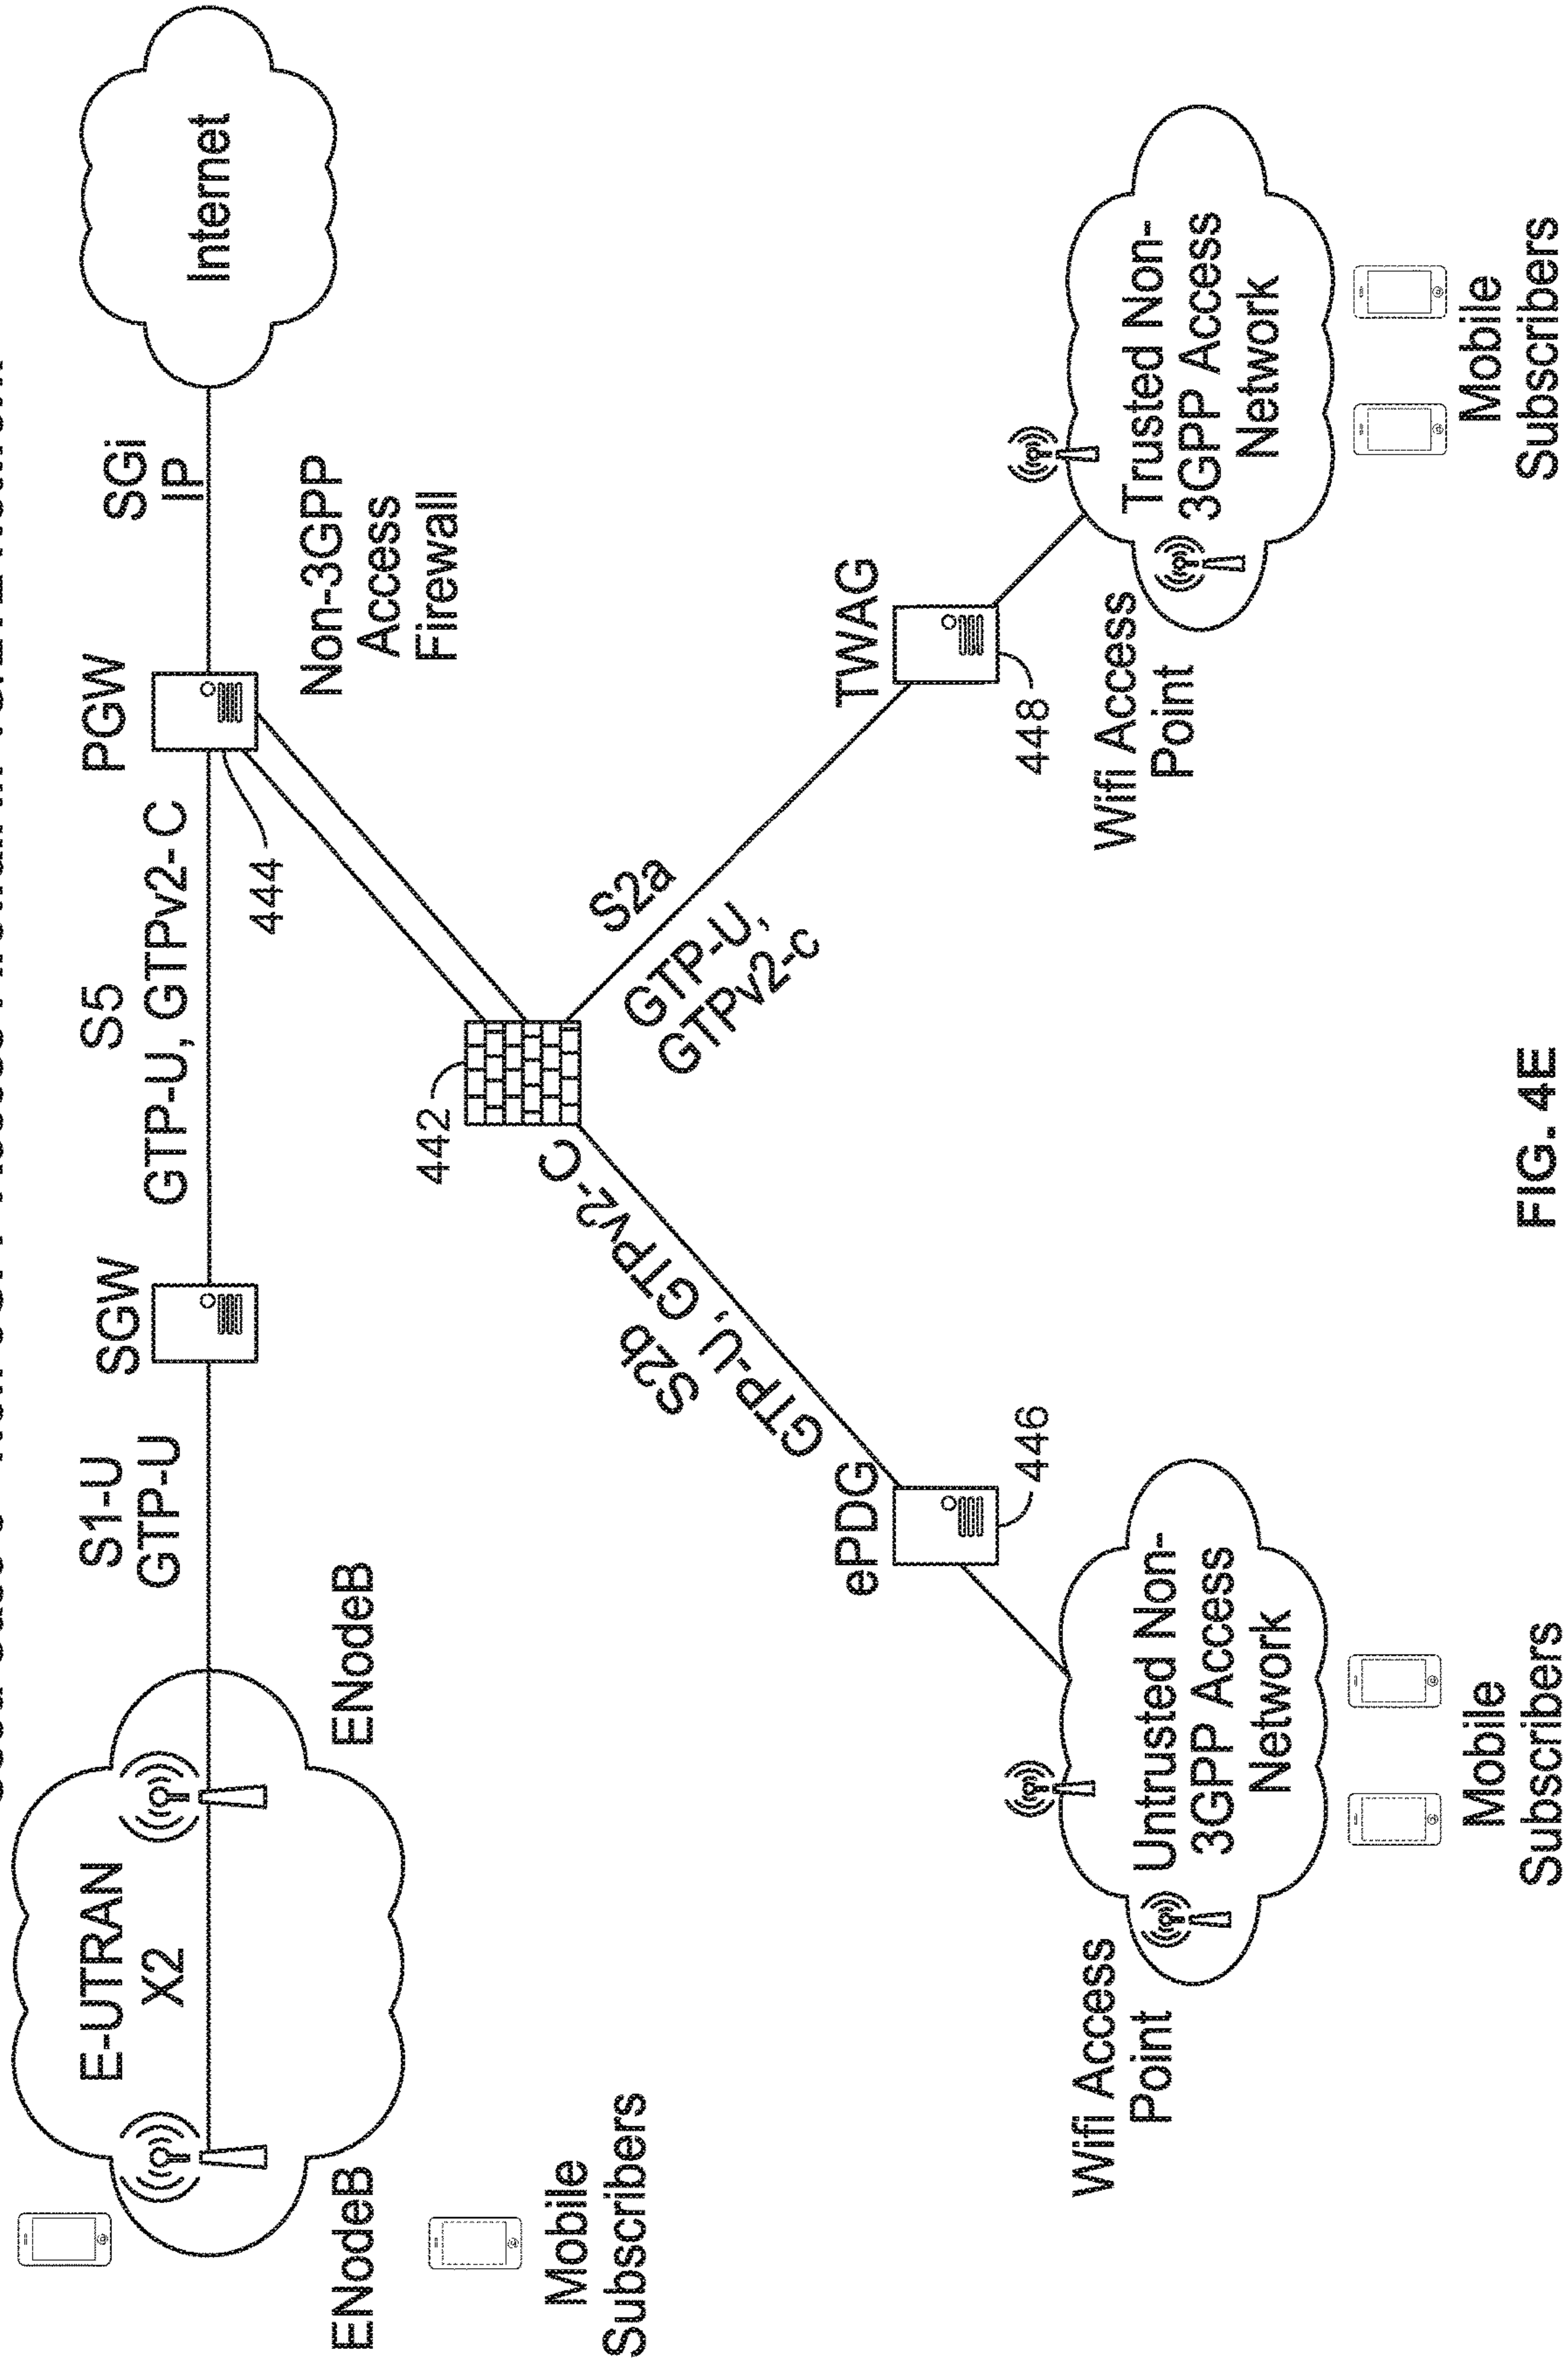 E-UTRAN
X2
ENodeB
ENodeB
Mobile
Subscribers
S1-U
GTP-U
SGW
S5
GTP-U, GTPv2- C
PGW
444
SGi
IP
Internet
Non-3GPP
Access
Firewall
442
S2b
GTP-U, GTPv2-C
S2a
GTP-U,
GTPv2-c
ePDG
446
TWAG
448
Wifi Access
Point
Untrusted Non-
3GPP Access
Network
Mobile
Subscribers
Wifi Access
Point
Trusted Non-
3GPP Access
Network
Mobile
Subscribers
FIG. 4E